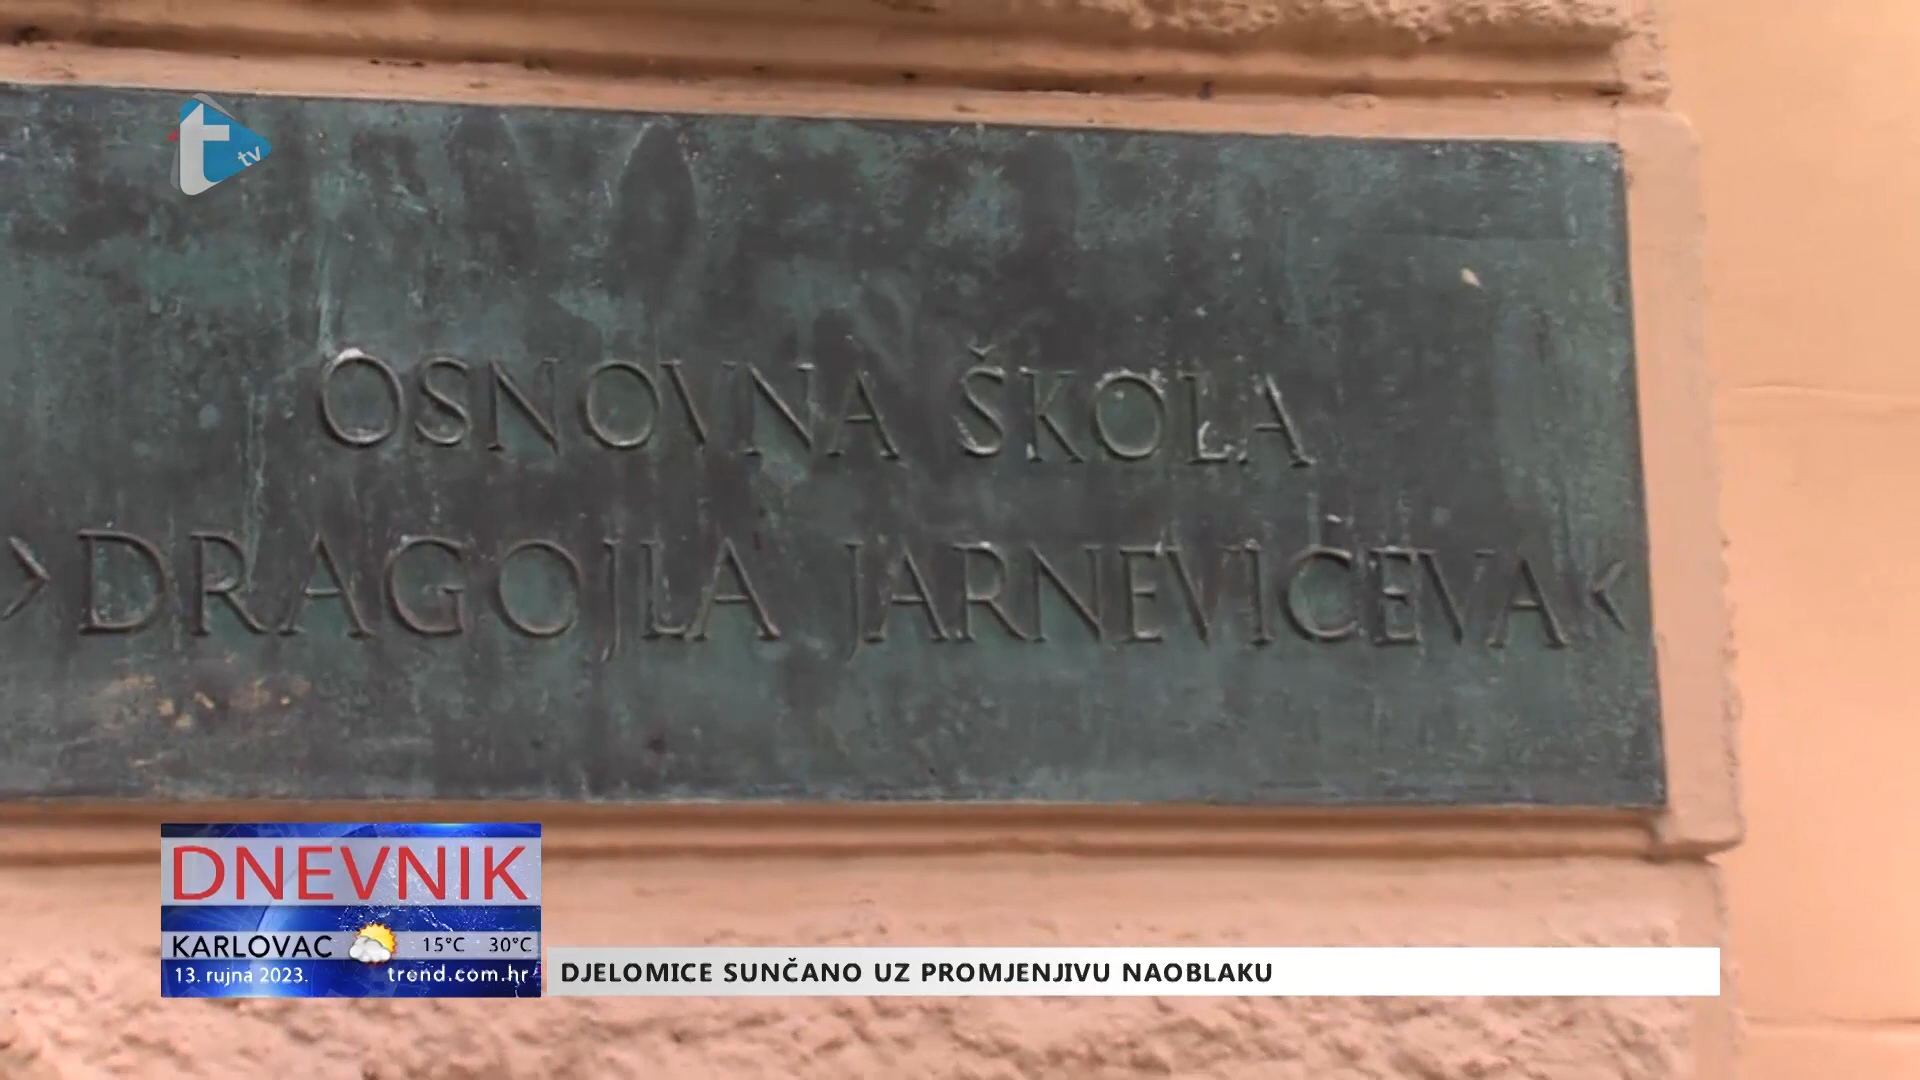 t tv
OSNOVNA ŠKOLA
›DRAGOJLA JARNEVIĆEVA‹
DNEVNIK
KARLOVAC 15°C 30°C
13. rujna 2023. trend.com.hr
DJELOMICE SUNČANO UZ PROMJENJIVU NAOBLAKU